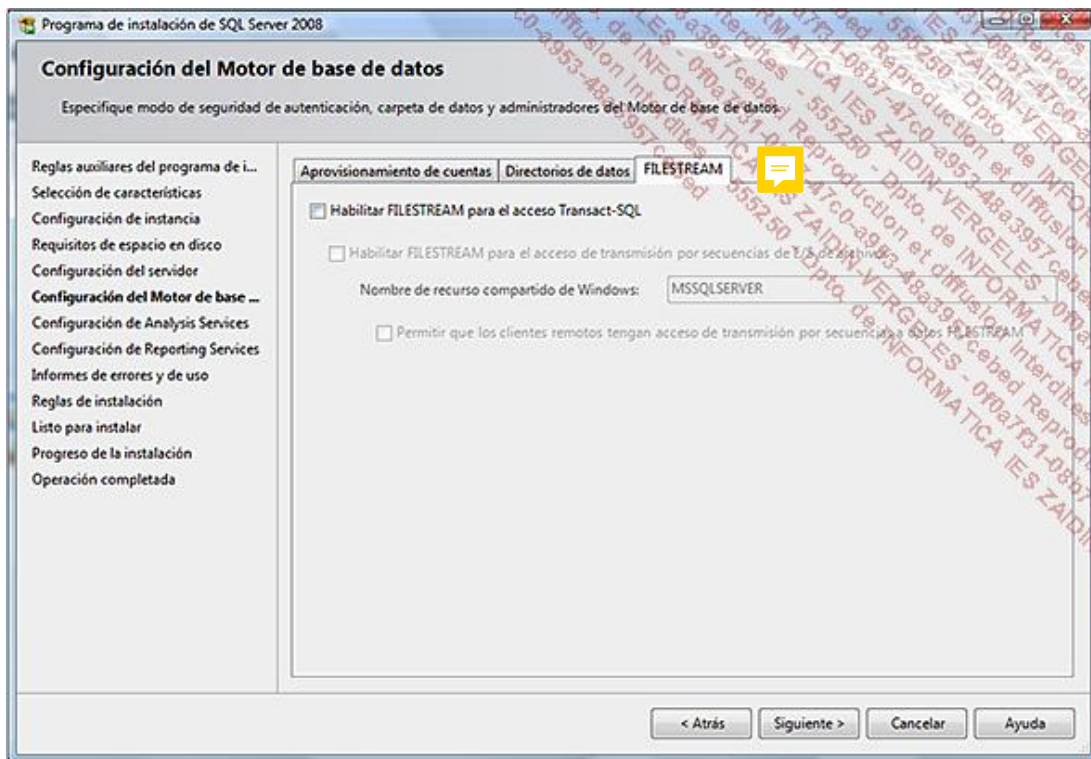 Programa de instalación de SQL Server 2008
Configuración del Motor de base de datos
Especifique modo de seguridad de autenticación, carpeta de datos y administradores del Motor de base de datos.
Reglas auxiliares del programa de i...
Selección de características
Configuración de instancia
Requisitos de espacio en disco
Configuración del servidor
Configuración del Motor de base ...
Configuración de Analysis Services
Configuración de Reporting Services
Informes de errores y de uso
Reglas de instalación
Listo para instalar
Progreso de la instalación
Operación completada
Aprovisionamiento de cuentas
Directorios de datos
FILESTREAM
Habilitar FILESTREAM para el acceso Transact-SQL
Habilitar FILESTREAM para el acceso de transmisión por secuencias de E/S de archivos
Nombre de recurso compartido de Windows:
MSSQLSERVER
Permitir que los clientes remotos tengan acceso de transmisión por secuencias a datos FILESTREAM
< Atrás
Siguiente >
Cancelar
Ayuda